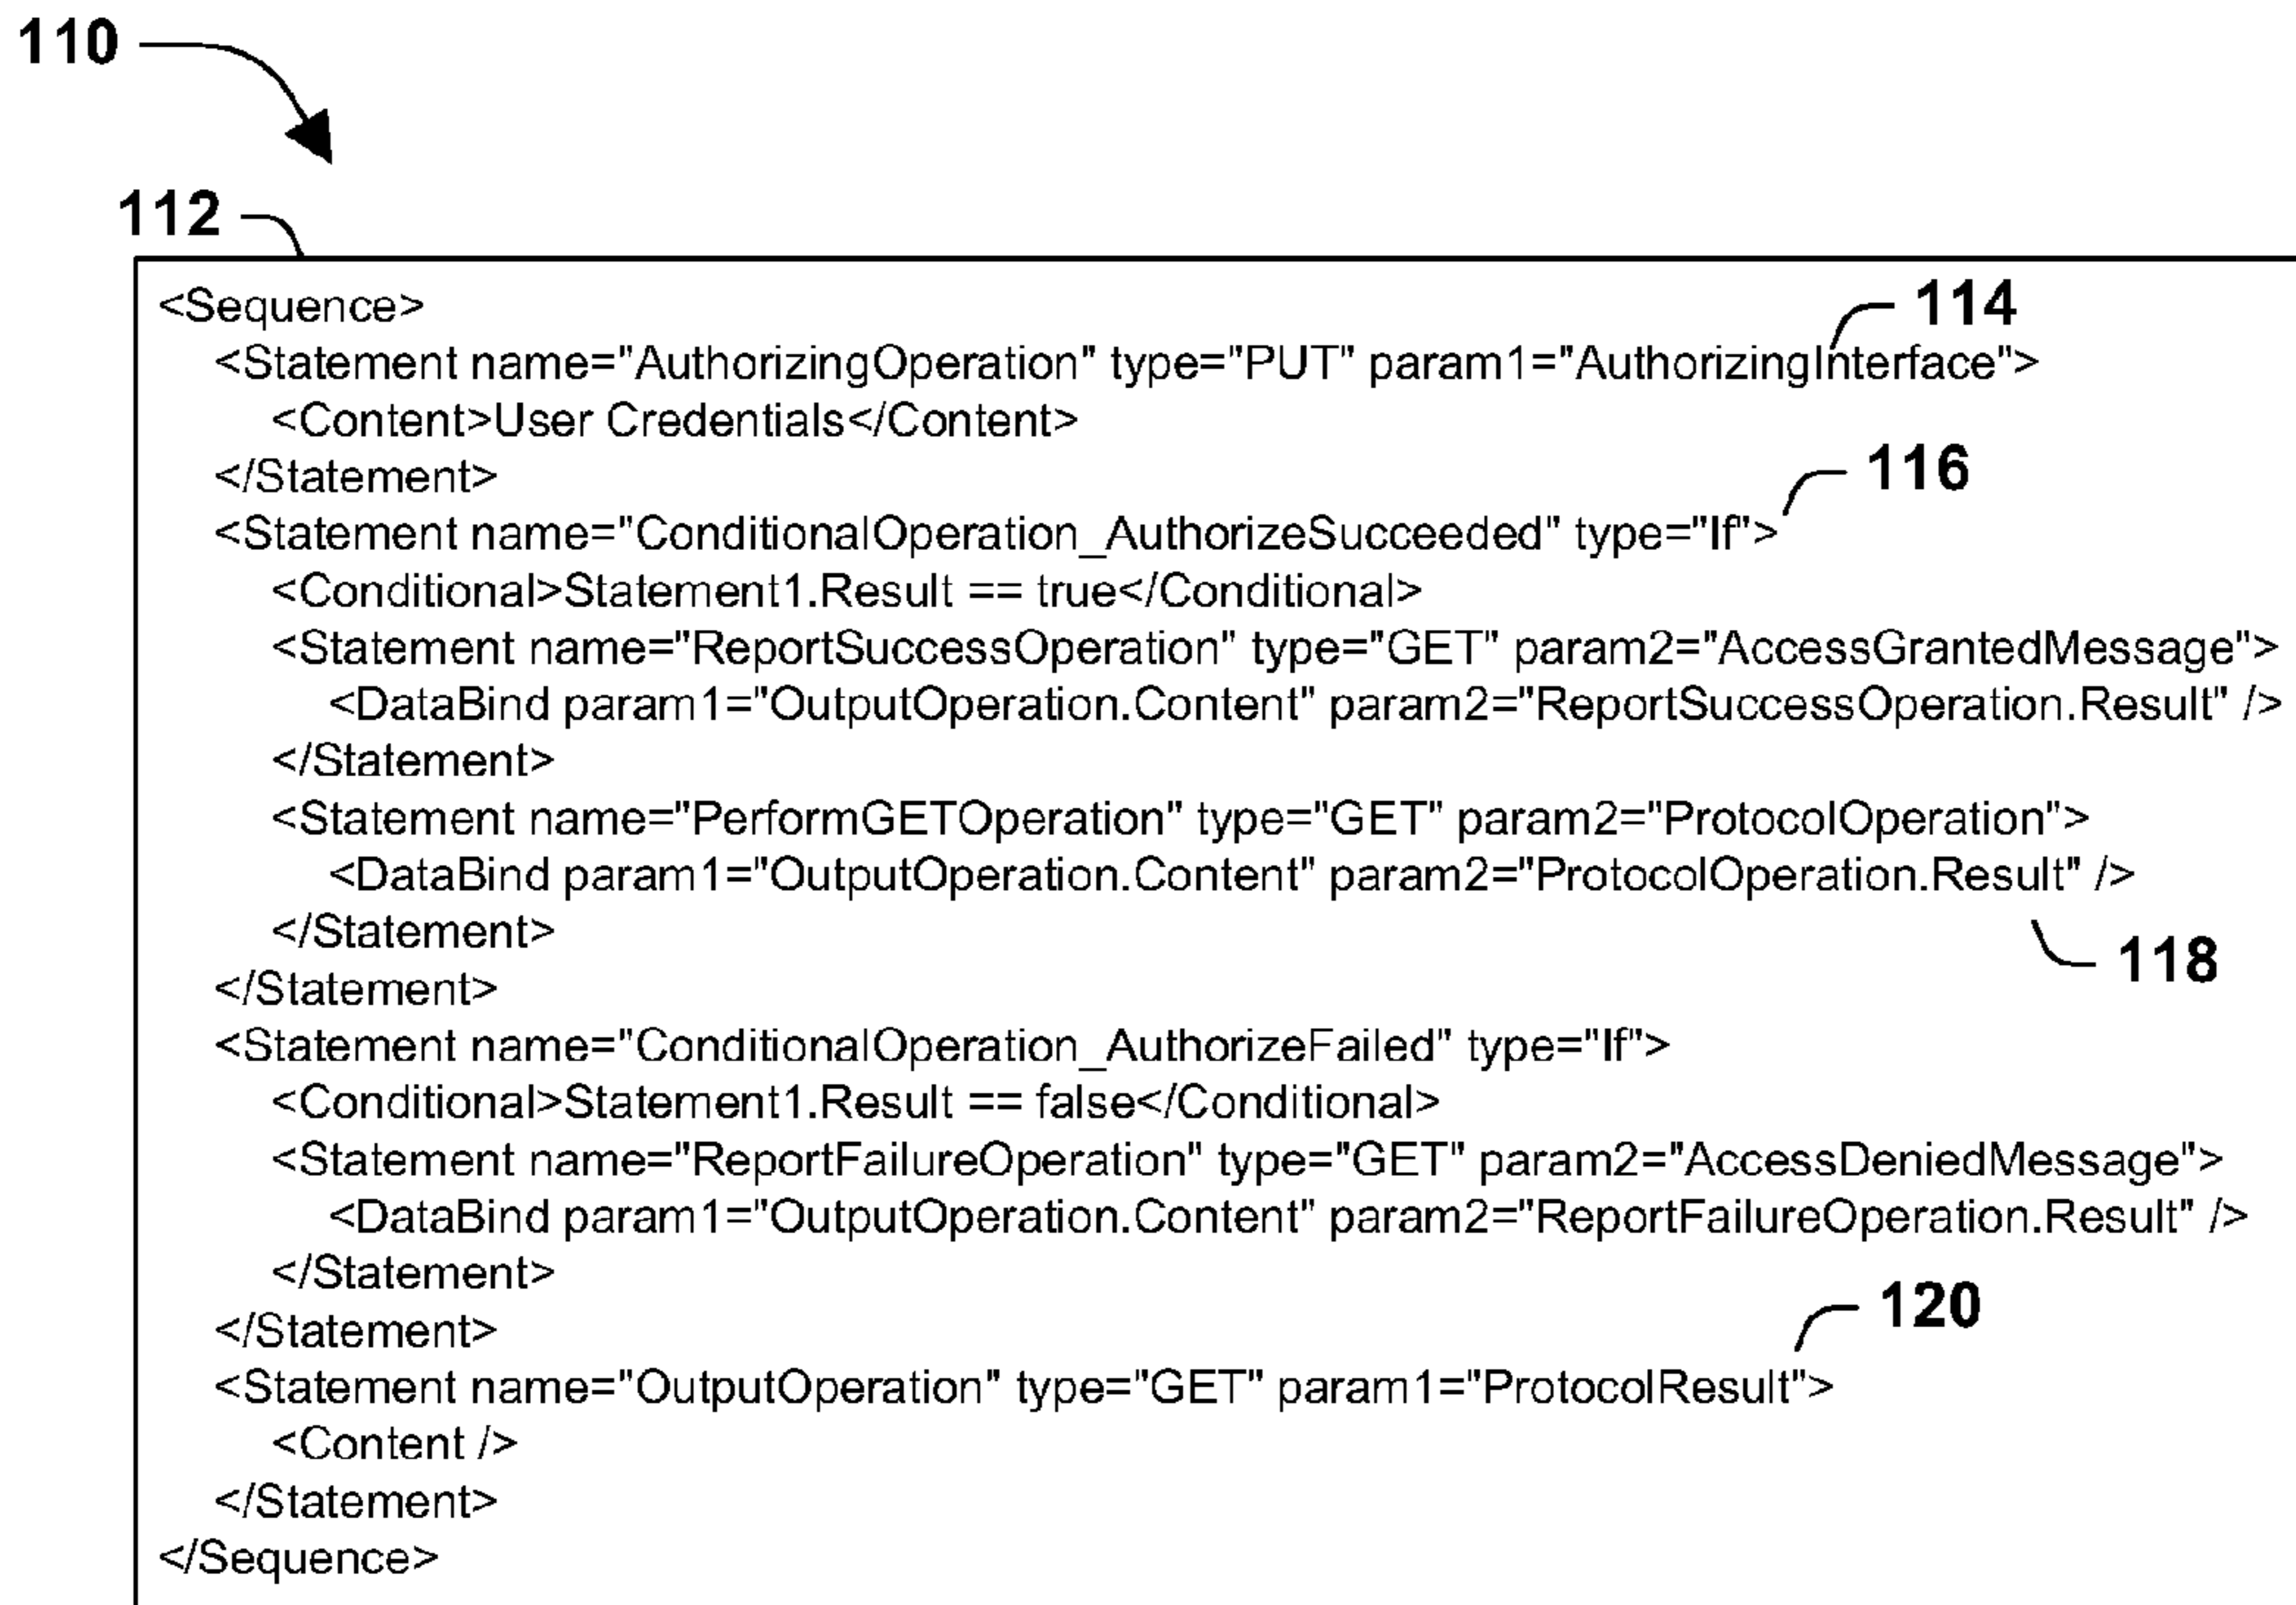 110
112
<Sequence>
114
<Statement name="AuthorizingOperation" type="PUT" param1="AuthorizingInterface">
<Content>User Credentials</Content>
</Statement>
116
<Statement name="ConditionalOperation_AuthorizeSucceeded" type="If">
<Conditional>Statement1.Result == true</Conditional>
<Statement name="ReportSuccessOperation" type="GET" param2="AccessGrantedMessage">
<DataBind param1="OutputOperation.Content" param2="ReportSuccessOperation.Result" />
</Statement>
<Statement name="PerformGETOperation" type="GET" param2="ProtocolOperation">
<DataBind param1="OutputOperation.Content" param2="ProtocolOperation.Result" />
</Statement>
118
</Statement>
<Statement name="ConditionalOperation_AuthorizeFailed" type="If">
<Conditional>Statement1.Result == false</Conditional>
<Statement name="ReportFailureOperation" type="GET" param2="AccessDeniedMessage">
<DataBind param1="OutputOperation.Content" param2="ReportFailureOperation.Result" />
</Statement>
120
</Statement>
<Statement name="OutputOperation" type="GET" param1="ProtocolResult">
<Content />
</Statement>
</Sequence>